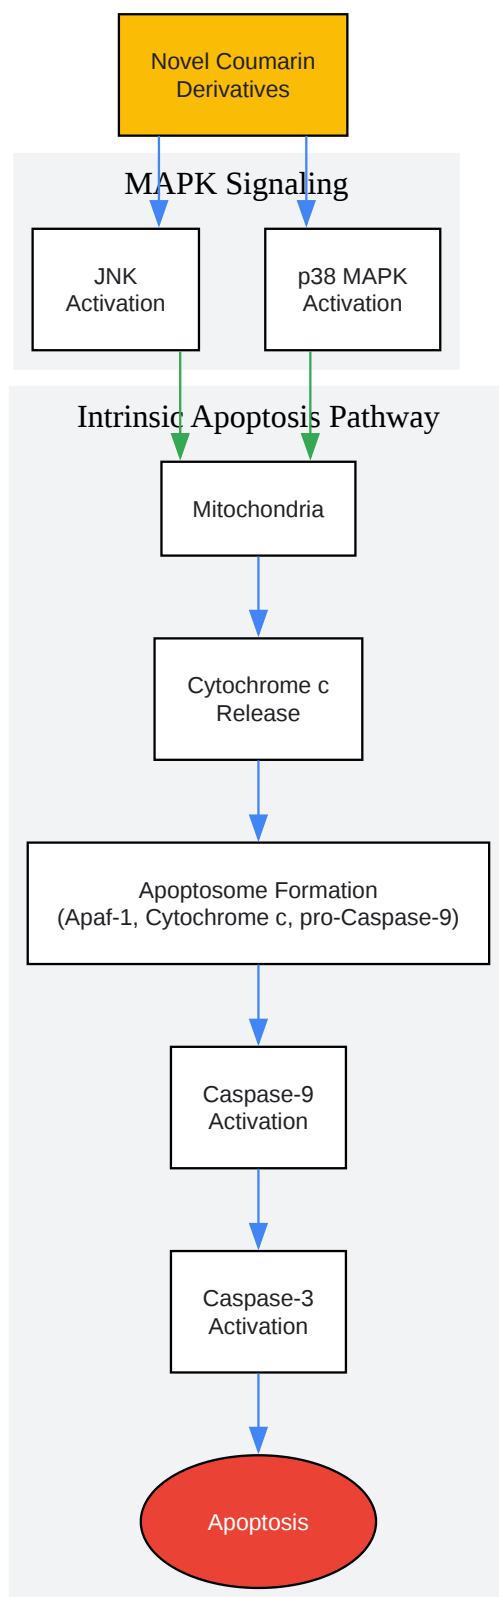 Novel Coumarin
Derivatives
MAPK Signaling
JNK
Activation
p38 MAPK
Activation
Intrinsic Apoptosis Pathway
Mitochondria
Cytochrome c
Release
Apoptosome Formation
(Apaf-1, Cytochrome c, pro-Caspase-9)
Caspase-9
Activation
Caspase-3
Activation
Apoptosis